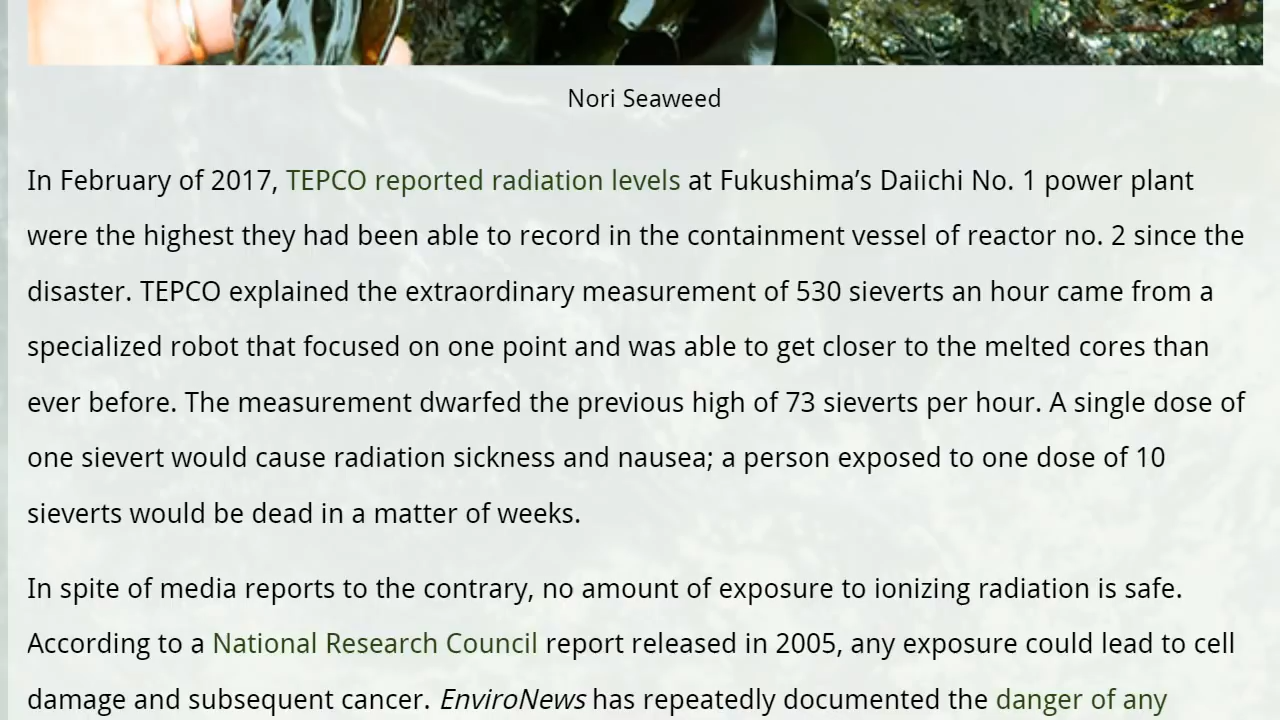 Nori Seaweed
In February of 2017, TEPCO reported radiation levels at Fukushima’s Daiichi No. 1 power plant
were the highest they had been able to record in the containment vessel of reactor no. 2 since the
disaster. TEPCO explained the extraordinary measurement of 530 sieverts an hour came from a
specialized robot that focused on one point and was able to get closer to the melted cores than
ever before. The measurement dwarfed the previous high of 73 sieverts per hour. A single dose of
one sievert would cause radiation sickness and nausea; a person exposed to one dose of 10
sieverts would be dead in a matter of weeks.
In spite of media reports to the contrary, no amount of exposure to ionizing radiation is safe.
According to a National Research Council report released in 2005, any exposure could lead to cell
damage and subsequent cancer. EnviroNews has repeatedly documented the danger of any